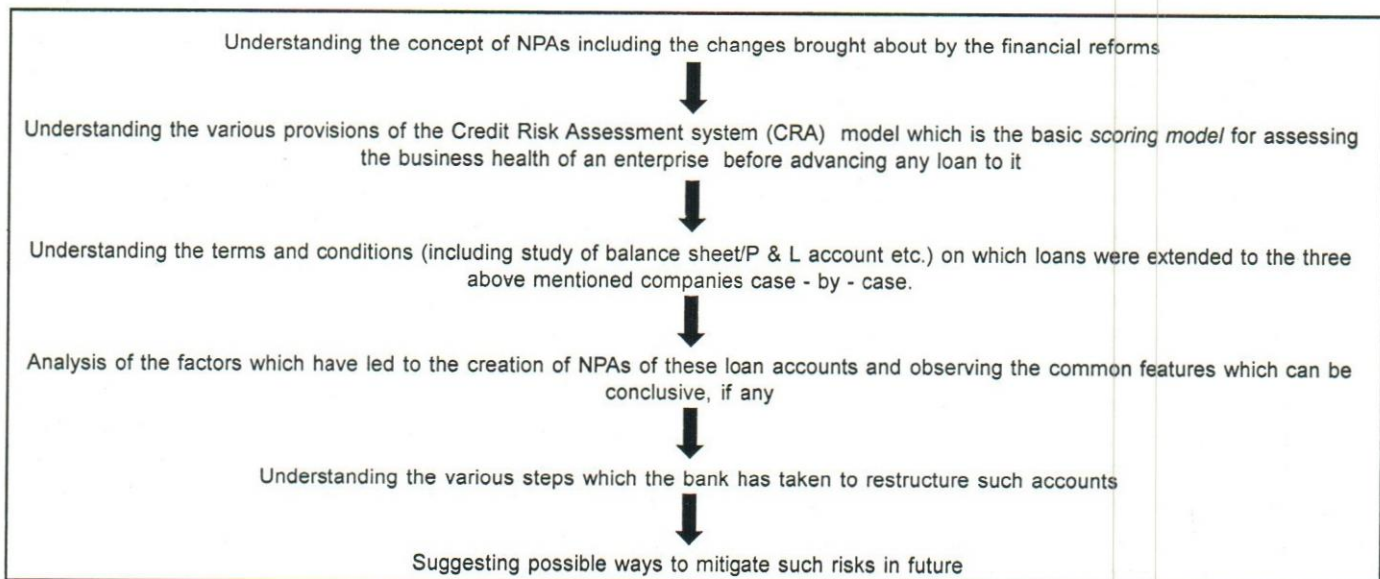 Understanding the concept of NPAs including the changes brought about by the financial reforms
Understanding the various provisions of the Credit Risk Assessment system (CRA) model which is the basic scoring model for assessing
the business health of an enterprise before advancing any loan to it
Understanding the terms and conditions (including study of balance sheet/P & L account etc.) on which loans were extended to the three
above mentioned companies case - by - case.
Analysis of the factors which have led to the creation of NPAs of these loan accounts and observing the common features which can be
conclusive, if any
Understanding the various steps which the bank has taken to restructure such accounts
Suggesting possible ways to mitigate such risks in future